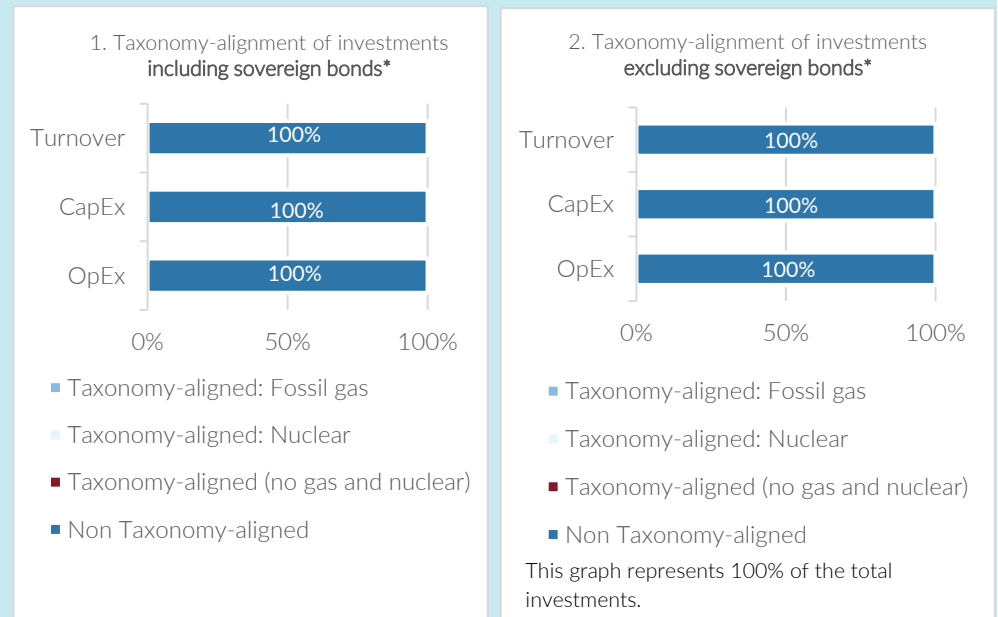 1. Taxonomy-alignment of investments
including sovereign bonds*
Turnover
100%
CapEx
100%
OpEx
100%
0%
50%
100%
Taxonomy-aligned: Fossil gas
Taxonomy-aligned: Nuclear
Taxonomy-aligned (no gas and nuclear)
Non Taxonomy-aligned
2. Taxonomy-alignment of investments
excluding sovereign bonds*
Turnover
100%
CapEx
100%
OpEx
100%
0%
50%
100%
Taxonomy-aligned: Fossil gas
Taxonomy-aligned: Nuclear
Taxonomy-aligned (no gas and nuclear)
Non Taxonomy-aligned
This graph represents 100% of the total
investments.